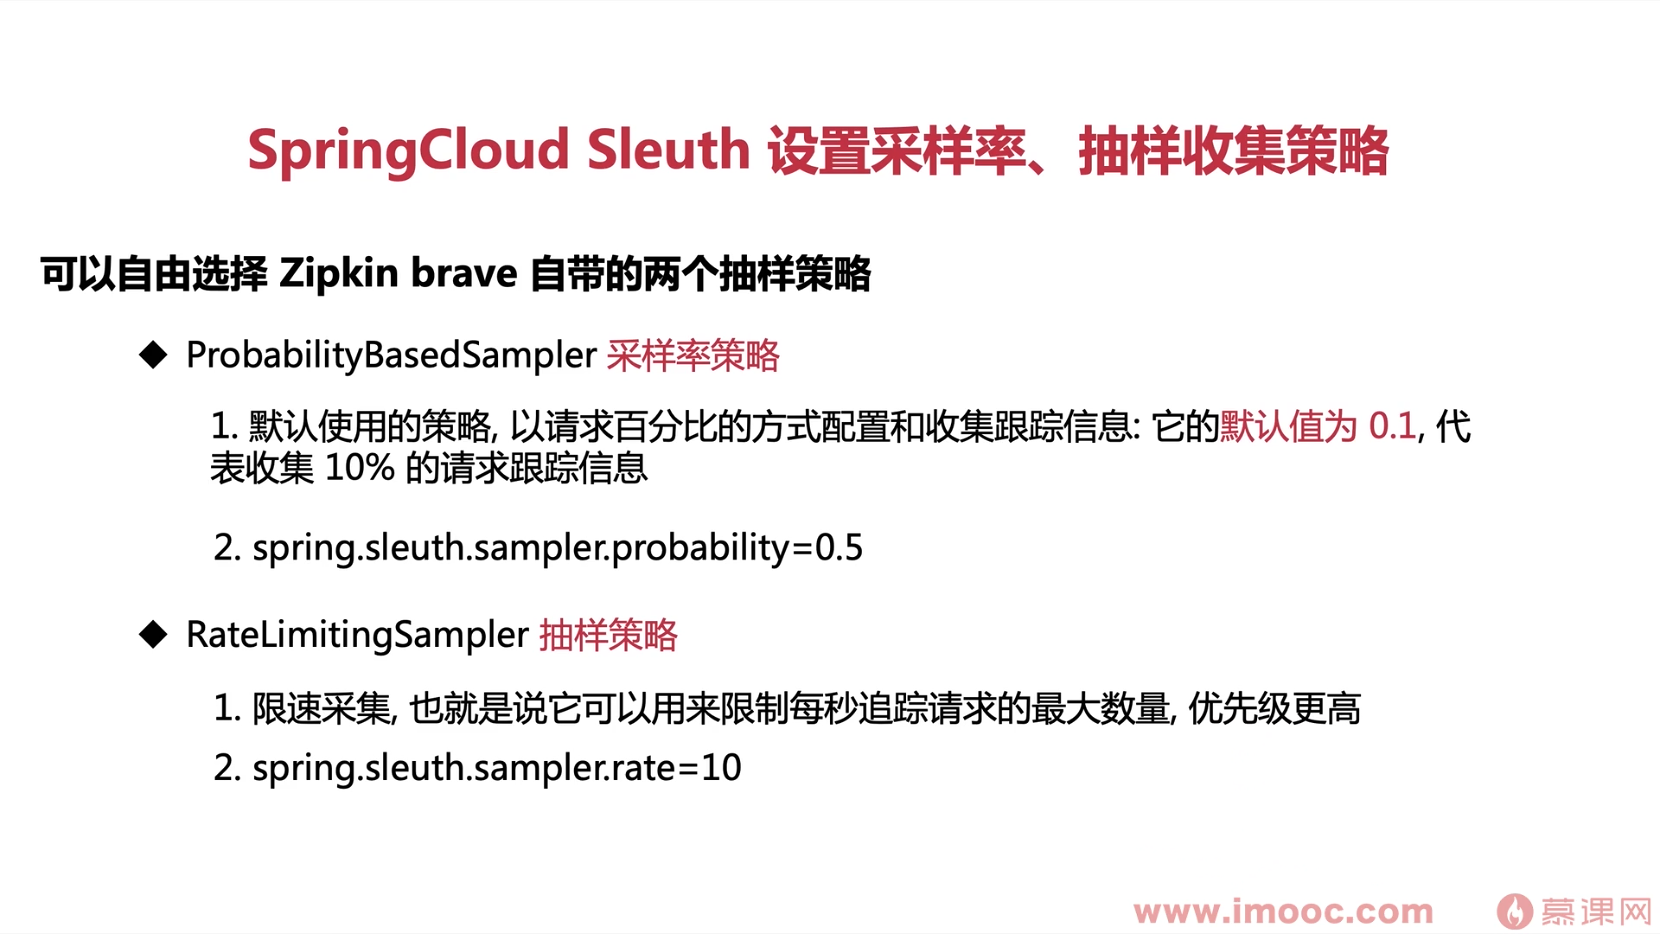 SpringCloud Sleuth 设置采样率、抽样收集策略
可以自由选择 Zipkin brave 自带的两个抽样策略
◆ ProbabilityBasedSampler 采样率策略
1. 默认使用的策略, 以请求百分比的方式配置和收集跟踪信息: 它的默认值为 0.1, 代
表收集 10% 的请求跟踪信息
2. spring.sleuth.sampler.probability=0.5
◆ RateLimitingSampler 抽样策略
1. 限速采集, 也就是说它可以用来限制每秒追踪请求的最大数量, 优先级更高
2. spring.sleuth.sampler.rate=10
www.imooc.com 慕课网